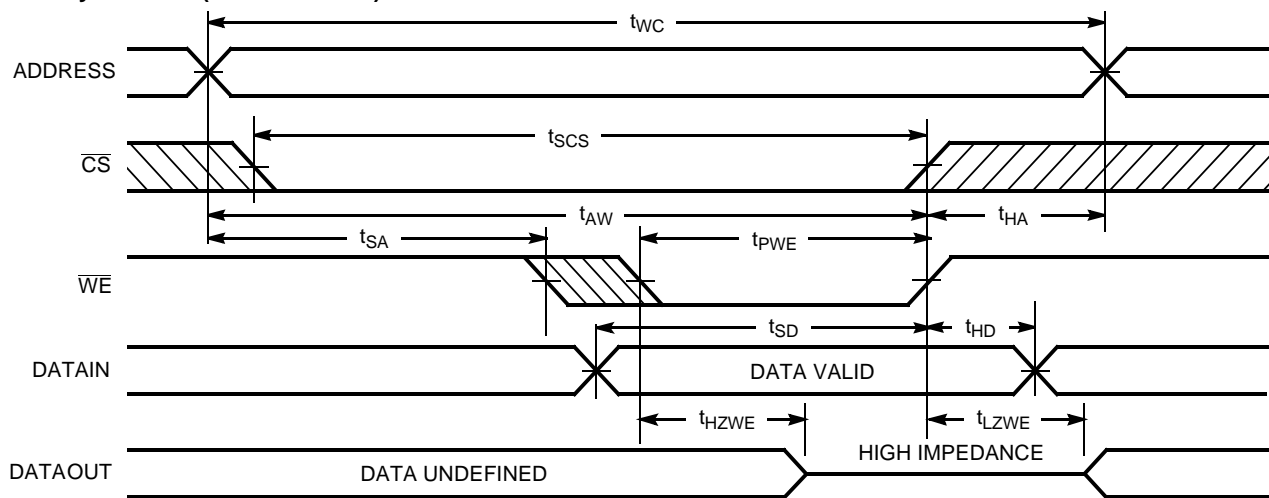 tWC
ADDRESS
tSCS
CS
tAW
tHA
tSA
tPWE
WE
tSD
tHD
DATAIN
DATA VALID
tHZWE
tLZWE
HIGH IMPEDANCE
DATAOUT
DATA UNDEFINED